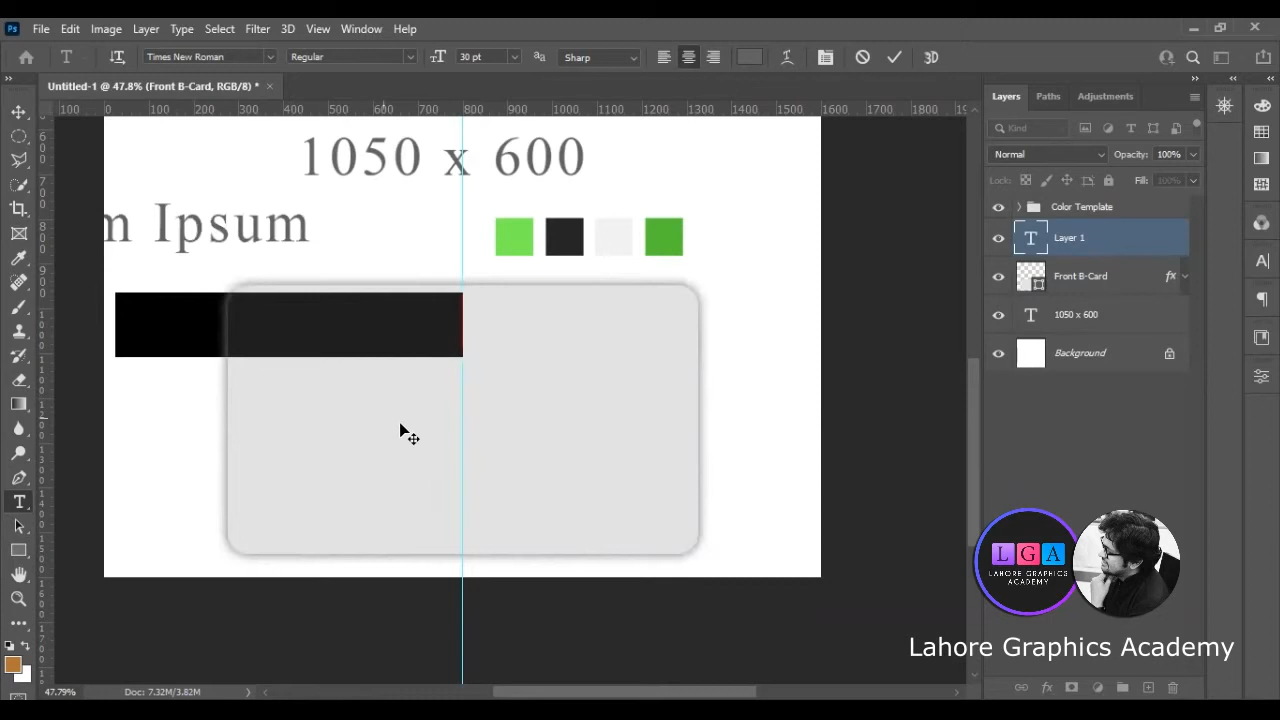 Ps File Edit Image Layer Type Select Filter 3D View Window Help
T Times New Roman Regular 30 pt Sharp 3D
Untitled-1 @ 47.8% (Front B-Card, RGB/8) *
Layers Paths Adjustments
100 0 100 200 300 400 500 600 700 800 900 1000 1100 1200 1300 1400 1500 1600 1700 1800
Kind
Normal Opacity: 100%
Lock: Fill: 100%
Color Template
Layer 1
Front B-Card fx
1050 x 600
Background
1050 x 600
m Ipsum
LGA
LAHORE GRAPHICS
ACADEMY
Lahore Graphics Academy
47.79% Doc: 7.32M/3.82M